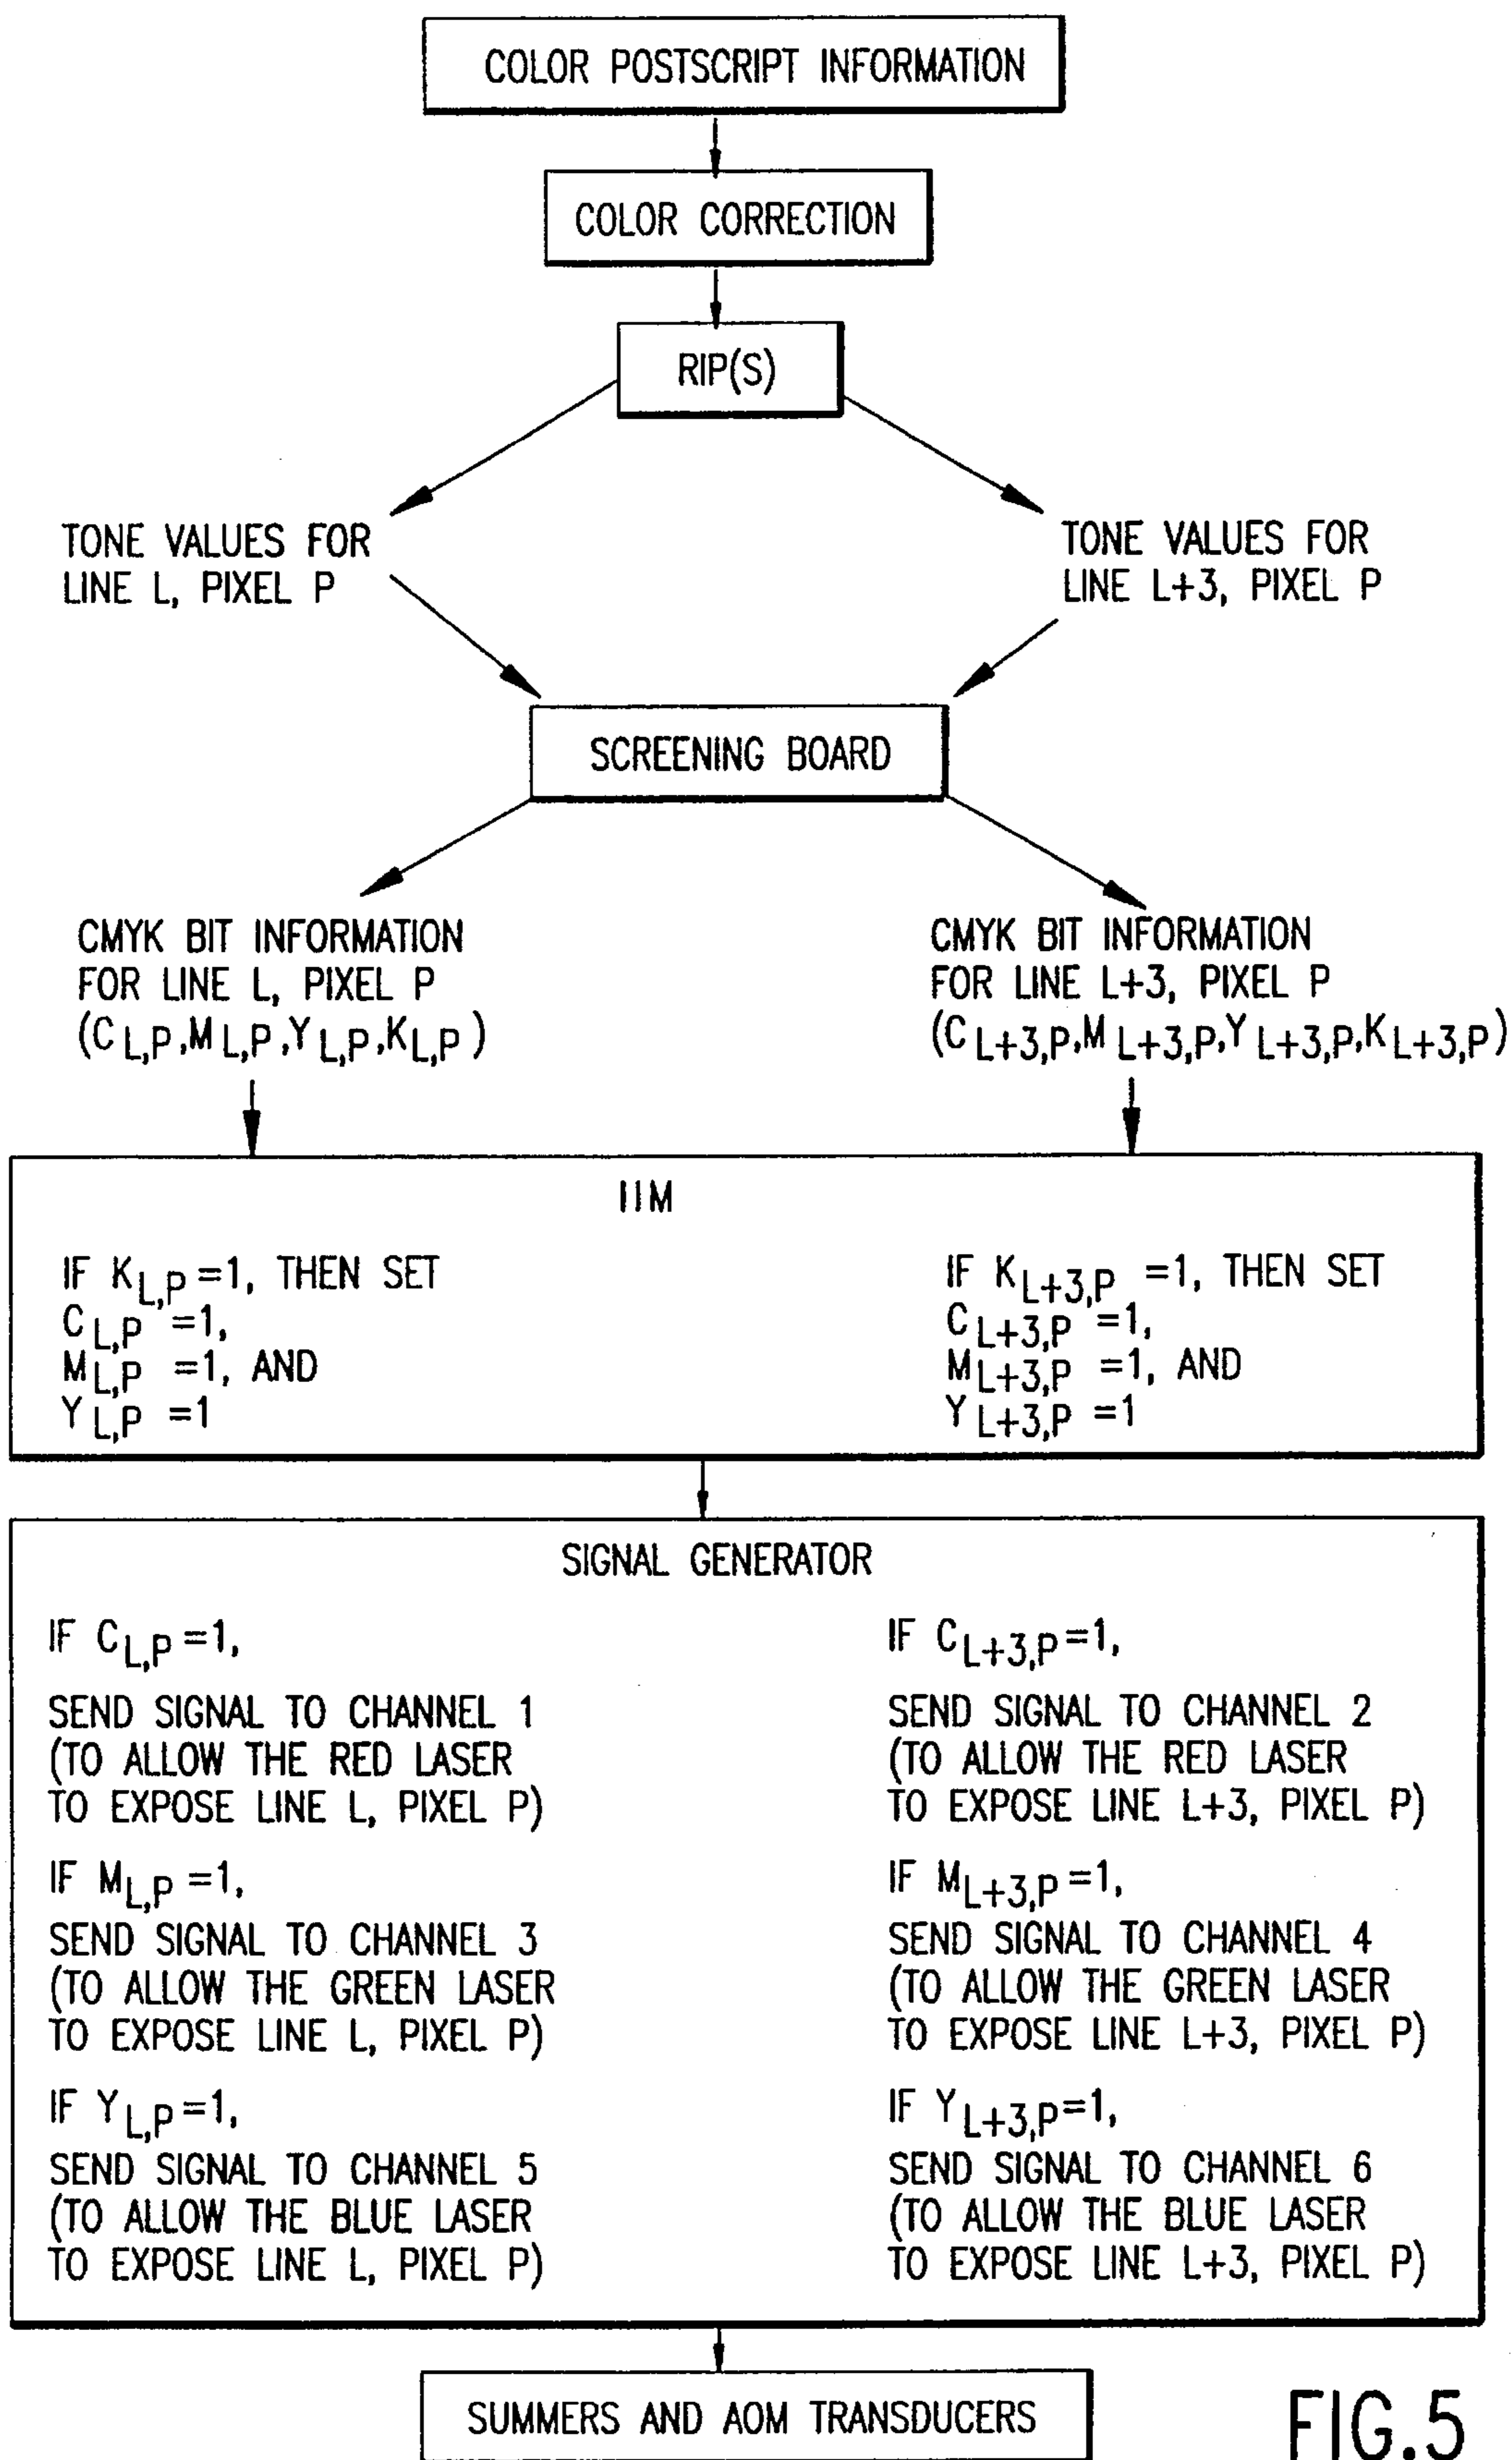 COLOR POSTSCRIPT INFORMATION
COLOR CORRECTION
RIP(S)
TONE VALUES FOR
LINE L, PIXEL P
TONE VALUES FOR
LINE L+3, PIXEL P
SCREENING BOARD
CMYK BIT INFORMATION
FOR LINE L, PIXEL P
(C L,P,M L,P,Y L,P,K L,P)
CMYK BIT INFORMATION
FOR LINE L+3, PIXEL P
(C L+3,P,M L+3,P,Y L+3,P,K L+3,P)
IIM
IF K L,P =1, THEN SET
C L,P =1,
M L,P =1, AND
Y L,P =1
IF K L+3,P =1, THEN SET
C L+3,P =1,
M L+3,P =1, AND
Y L+3,P =1
SIGNAL GENERATOR
IF C L,P =1,
SEND SIGNAL TO CHANNEL 1
(TO ALLOW THE RED LASER
TO EXPOSE LINE L, PIXEL P)
IF M L,P =1,
SEND SIGNAL TO CHANNEL 3
(TO ALLOW THE GREEN LASER
TO EXPOSE LINE L, PIXEL P)
IF Y L,P =1,
SEND SIGNAL TO CHANNEL 5
(TO ALLOW THE BLUE LASER
TO EXPOSE LINE L, PIXEL P)
IF C L+3,P =1,
SEND SIGNAL TO CHANNEL 2
(TO ALLOW THE RED LASER
TO EXPOSE LINE L+3, PIXEL P)
IF M L+3,P =1,
SEND SIGNAL TO CHANNEL 4
(TO ALLOW THE GREEN LASER
TO EXPOSE LINE L+3, PIXEL P)
IF Y L+3,P =1,
SEND SIGNAL TO CHANNEL 6
(TO ALLOW THE BLUE LASER
TO EXPOSE LINE L+3, PIXEL P)
SUMMERS AND AOM TRANSDUCERS
FIG.5